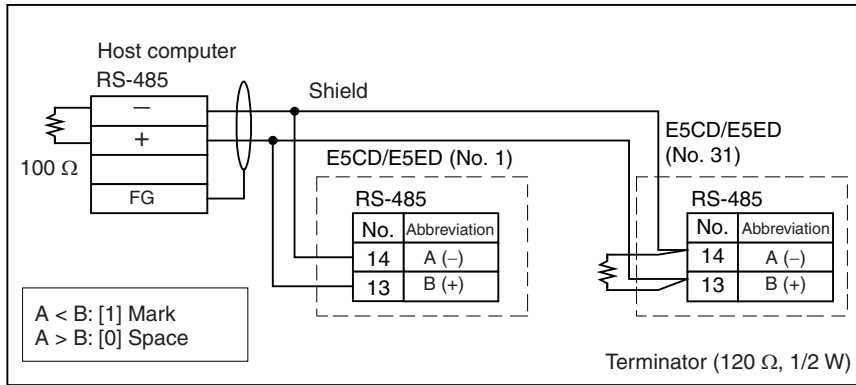 Host computer
RS-485
−
+
100 Ω
FG
Shield
E5CD/E5ED (No. 1)
RS-485
No. Abbreviation
14 A (−)
13 B (+)
E5CD/E5ED
(No. 31)
RS-485
No. Abbreviation
14 A (−)
13 B (+)
A < B: [1] Mark
A > B: [0] Space
Terminator (120 Ω, 1/2 W)